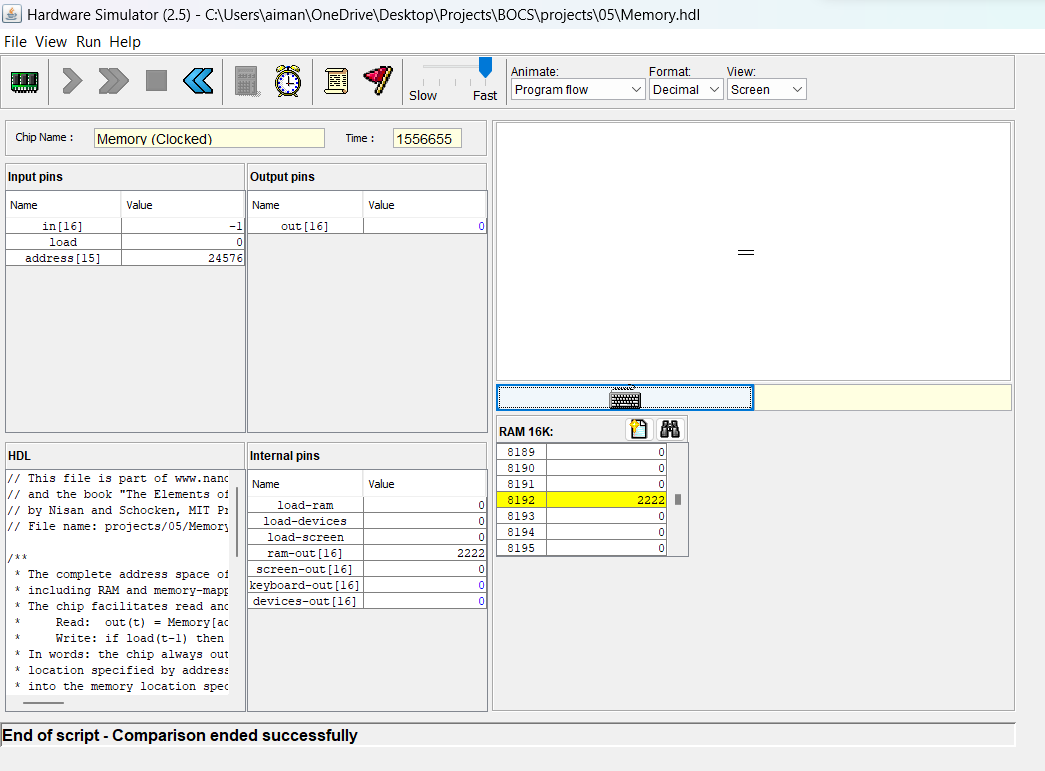 Hardware Simulator (2.5) - C:\Users\aiman\OneDrive\Desktop\Projects\BOCS\projects\05\Memory.hdl
File View Run Help
Slow Fast
Animate: Format: View:
Program flow Decimal Screen
Chip Name : Memory (Clocked) Time : 1556655
Input pins
Name Value
in[16] -1
load 0
address[15] 24576
Output pins
Name Value
out[16] 0
HDL
// This file is part of www.nand
// and the book "The Elements of
// by Nisan and Schocken, MIT Pr
// File name: projects/05/Memory
/**
* The complete address space of
* including RAM and memory-mapp
* The chip facilitates read and
* Read: out(t) = Memory[ad
* Write: if load(t-1) then
* In words: the chip always out
* location specified by address
* into the memory location spec
Internal pins
Name Value
load-ram 0
load-devices 0
load-screen 0
ram-out[16] 2222
screen-out[16] 0
keyboard-out[16] 0
devices-out[16] 0
RAM 16K:
8189 0
8190 0
8191 0
8192 2222
8193 0
8194 0
8195 0
End of script - Comparison ended successfully